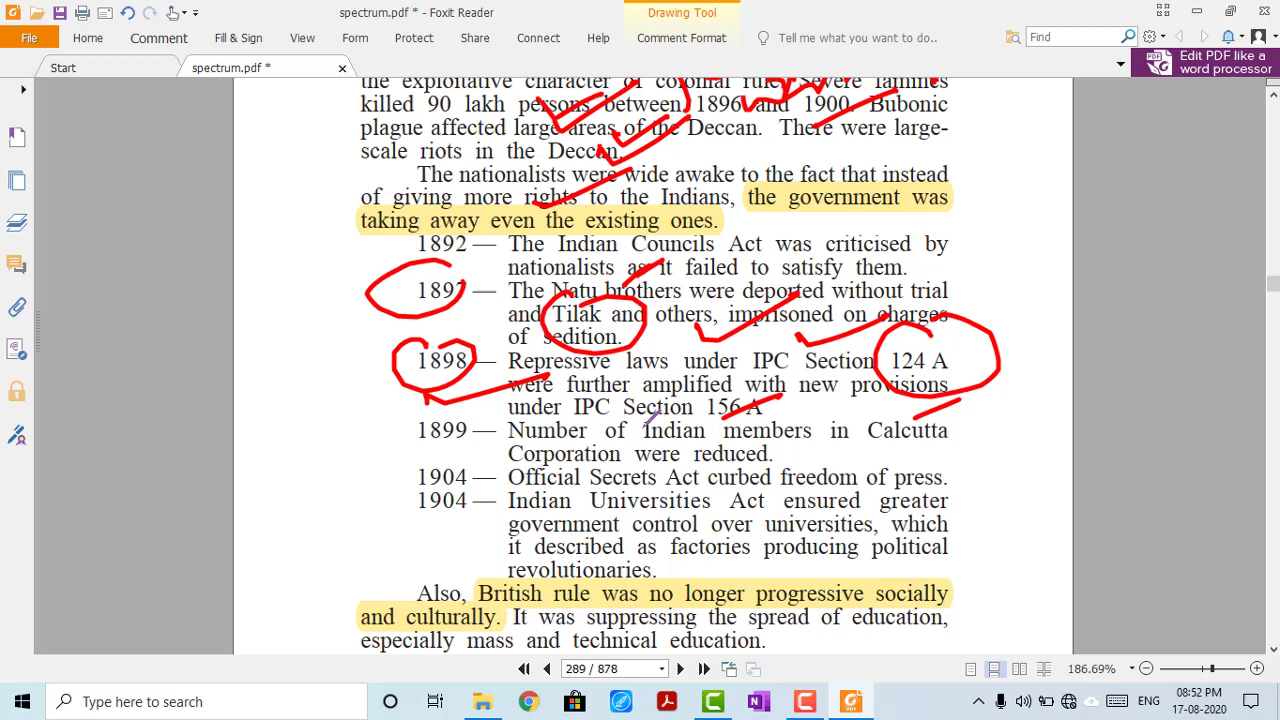 spectrum.pdf * - Foxit Reader
Drawing Tool
File
Home
Comment
Fill & Sign
View
Form
Protect
Share
Connect
Help
Comment Format
Tell me what you want to do..
Find
Start
spectrum.pdf *
Edit PDF like a
word processor
the exploitative character of colonial rule. Severe famines
killed 90 lakh persons between 1896 and 1900. Bubonic
plague affected large areas of the Deccan. There were large-
scale riots in the Deccan.
The nationalists were wide awake to the fact that instead
of giving more rights to the Indians, the government was
taking away even the existing ones.
1892 — The Indian Councils Act was criticised by
nationalists as it failed to satisfy them.
1897 — The Natu brothers were deported without trial
and Tilak and others, imprisoned on charges
of sedition.
1898 — Repressive laws under IPC Section 124 A
were further amplified with new provisions
under IPC Section 156 A
1899 — Number of Indian members in Calcutta
Corporation were reduced.
1904 — Official Secrets Act curbed freedom of press.
1904 — Indian Universities Act ensured greater
government control over universities, which
it described as factories producing political
revolutionaries.
Also, British rule was no longer progressive socially
and culturally. It was suppressing the spread of education,
especially mass and technical education.
289 / 878
186.69%
Type here to search
ENG
08:52 PM
17-08-2020